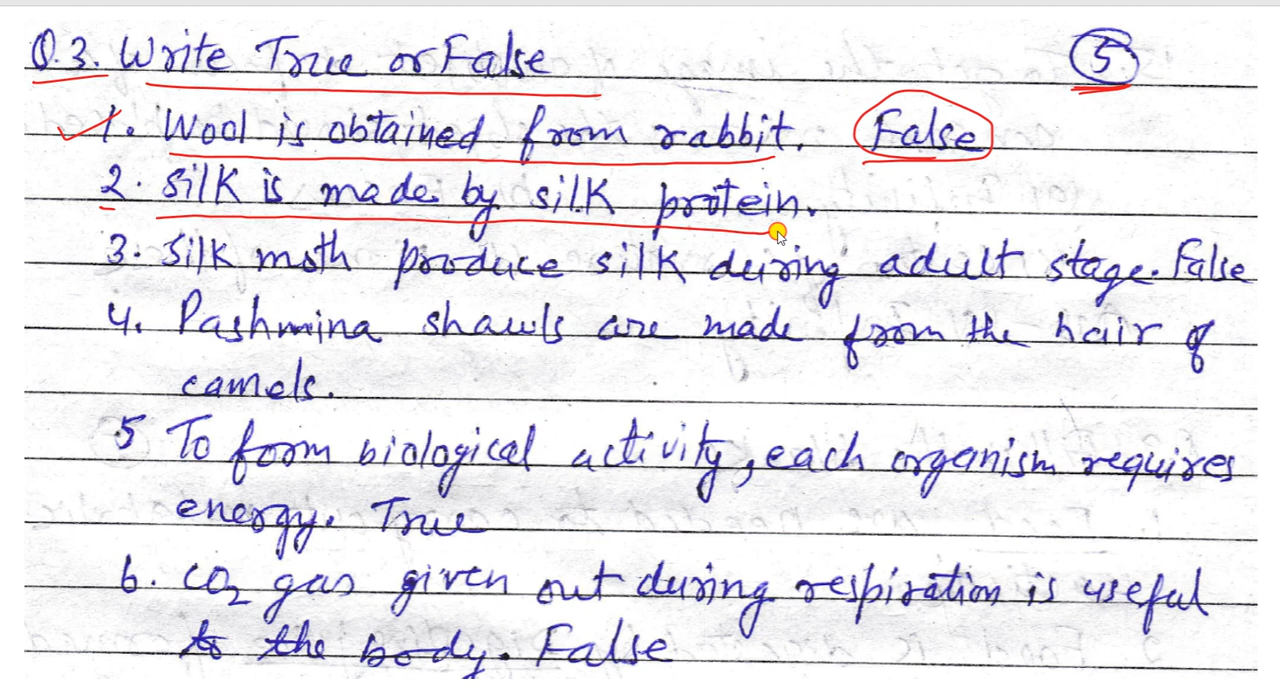 Q.3. Write True or False
5
1. Wool is obtained from rabbit. False
2. Silk is made by silk protein.
3. Silk moth produce silk during adult stage. False
4. Pashmina shawls are made from the hair of
camels.
5 To form biological activity, each organism requires
energy. True
6. CO2 gas given out during respiration is useful
to the body. False